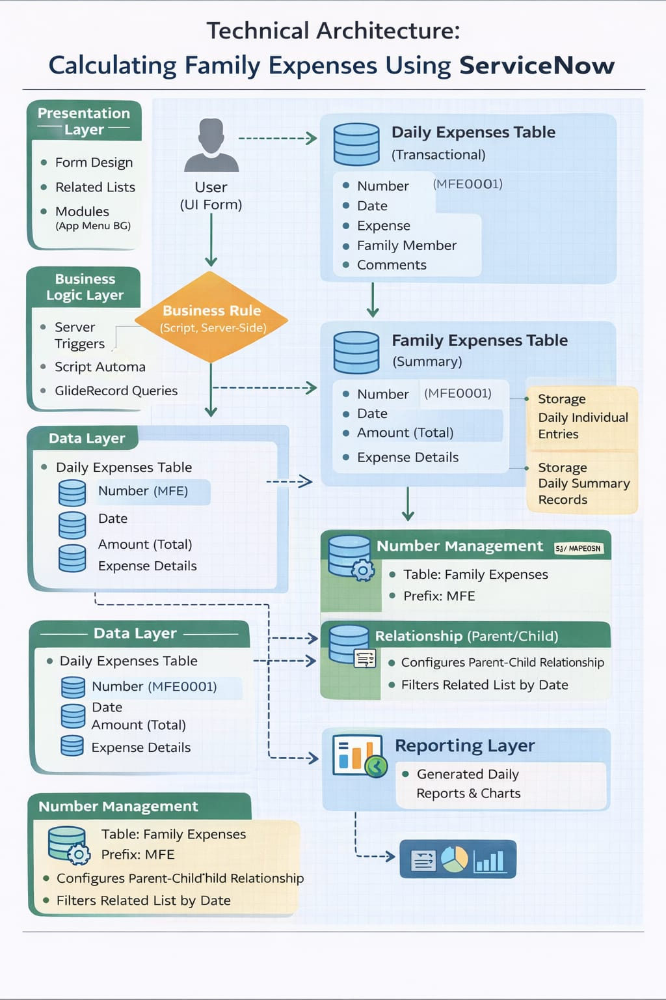 Technical Architecture:
Calculating Family Expenses Using ServiceNow
Presentation
Layer
Form Design
Related Lists
Modules
(App Menu BG)
User
(UI Form)
Daily Expenses Table
(Transactional)
Number (MFE0001)
Date
Expense
Family Member
Comments
Business
Logic Layer
Server
Triggers
Script Automa
GlideRecord Queries
Business Rule
(Script, Server-Side)
Family Expenses Table
(Summary)
Number (MFE0001)
Date
Amount (Total)
Expense Details
Storage
Daily Individual
Entries
Storage
Daily Summary
Records
Data Layer
Daily Expenses Table
Number (MFE)
Date
Amount (Total)
Expense Details
Number Management
Table: Family Expenses
Prefix: MFE
Relationship (Parent/Child)
Configures Parent-Child Relationship
Filters Related List by Date
Data Layer
Daily Expenses Table
Number (MFE0001)
Date
Amount (Total)
Expense Details
Reporting Layer
Generated Daily
Reports & Charts
Number Management
Table: Family Expenses
Prefix: MFE
Configures Parent-Child Relationship
Filters Related List by Date